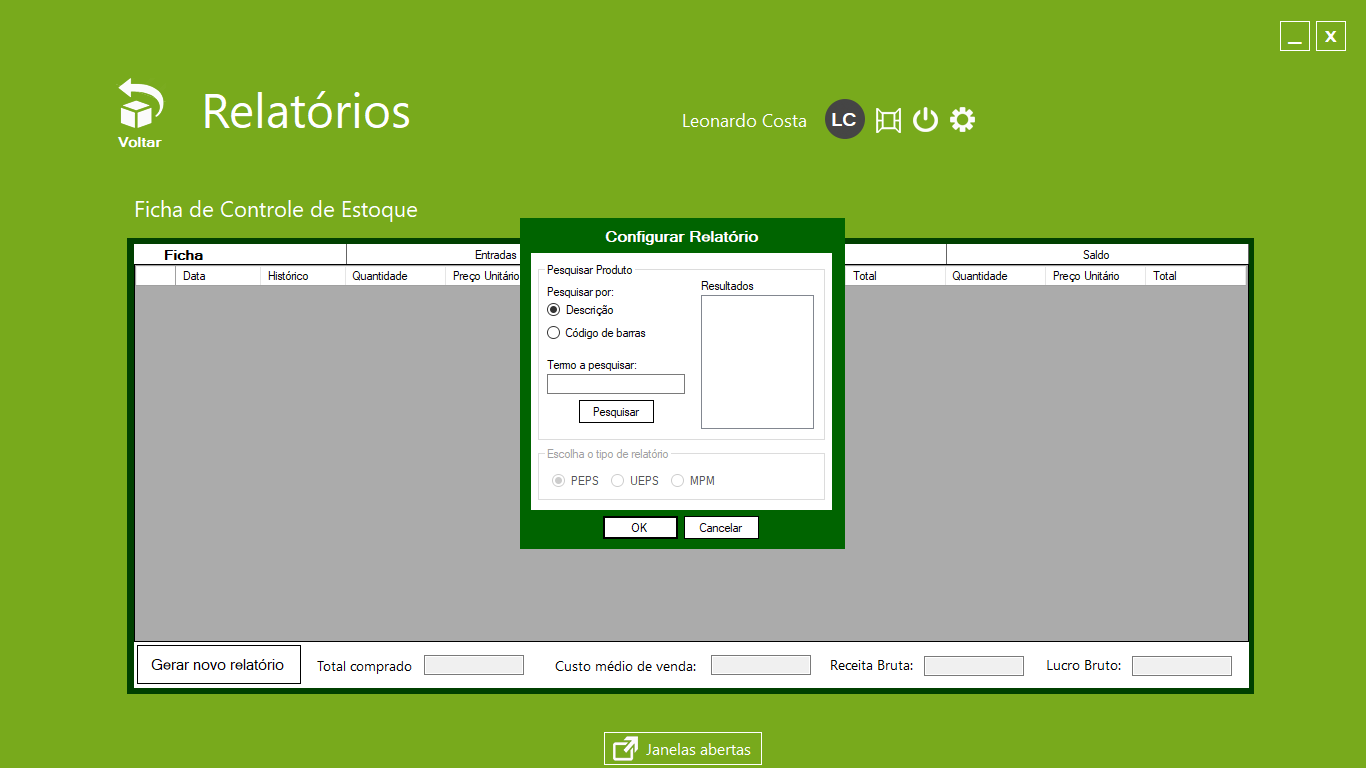 _ X
Relatórios
Voltar
Leonardo Costa LC
Ficha de Controle de Estoque
Configurar Relatório
Ficha Entradas Saldo
Data Histórico Quantidade Preço Unitário Total Quantidade Preço Unitário Total
Pesquisar Produto
Pesquisar por:
Descrição
Código de barras
Termo a pesquisar:
Pesquisar
Resultados
Escolha o tipo de relatório
PEPS UEPS MPM
OK Cancelar
Gerar novo relatório Total comprado Custo médio de venda: Receita Bruta: Lucro Bruto:
Janelas abertas